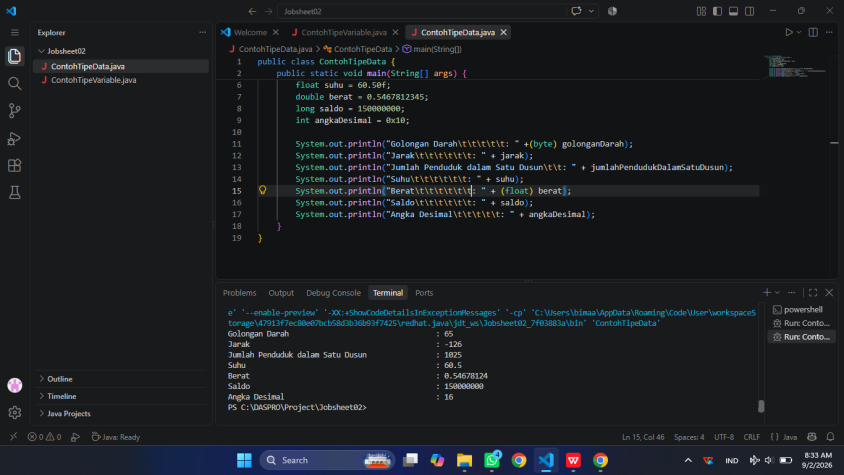 Jobsheet02
Explorer
Jobsheet02
ContohTipeData.java
ContohTipeVariable.java
Outline
Timeline
Java Projects
Welcome
ContohTipeVariable.java
ContohTipeData.java
ContohTipeData.java > ContohTipeData > main(String[])
1 public class ContohTipeData {
2 public static void main(String[] args) {
6 float suhu = 60.50f;
7 double berat = 0.5467812345;
8 long saldo = 150000000;
9 int angkaDesimal = 0x10;
10
11 System.out.println("Golongan Darah\t\t\t\t\t: " +(byte) golonganDarah);
12 System.out.println("Jarak\t\t\t\t\t\t: " + jarak);
13 System.out.println("Jumlah Penduduk dalam Satu Dusun\t\t: " + jumlahPendudukDalamSatuDusun);
14 System.out.println("Suhu\t\t\t\t\t\t: " + suhu);
15 System.out.println("Berat\t\t\t\t\t\t: " + (float) berat);
16 System.out.println("Saldo\t\t\t\t\t\t: " + saldo);
17 System.out.println("Angka Desimal\t\t\t\t\t: " + angkaDesimal);
18 }
19 }
Problems Output Debug Console Terminal Ports
e' '--enable-preview' '-XX:+ShowCodeDetailsInExceptionMessages' '-cp' 'C:\Users\bimaa\AppData\Roaming\Code\User\workspaceS
torage\47913f7ec80e07bcb58d3b36b93f7425\redhat.java\jdt_ws\Jobsheet02_7f03883a\bin' 'ContohTipeData'
Golongan Darah : 65
Jarak : -126
Jumlah Penduduk dalam Satu Dusun : 1025
Suhu : 60.5
Berat : 0.54678124
Saldo : 150000000
Angka Desimal : 16
PS C:\DASPRO\Project\Jobsheet02>
powershell
Run: Conto...
Run: Conto...
0 0 Java: Ready
Ln 15, Col 46 Spaces: 4 UTF-8 CRLF {} Java
Search
4
IND
8:33 AM
9/2/2026